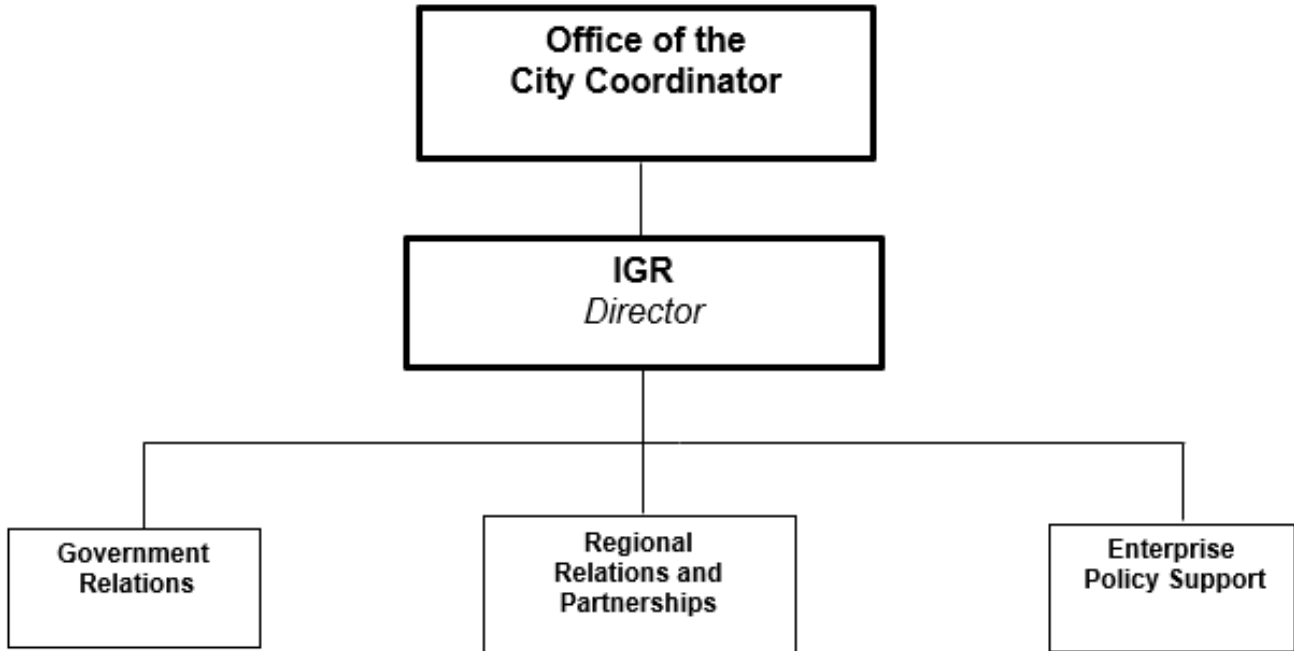 Office of the
City Coordinator
IGR
Director
Government
Relations
Regional
Relations and
Partnerships
Enterprise
Policy Support